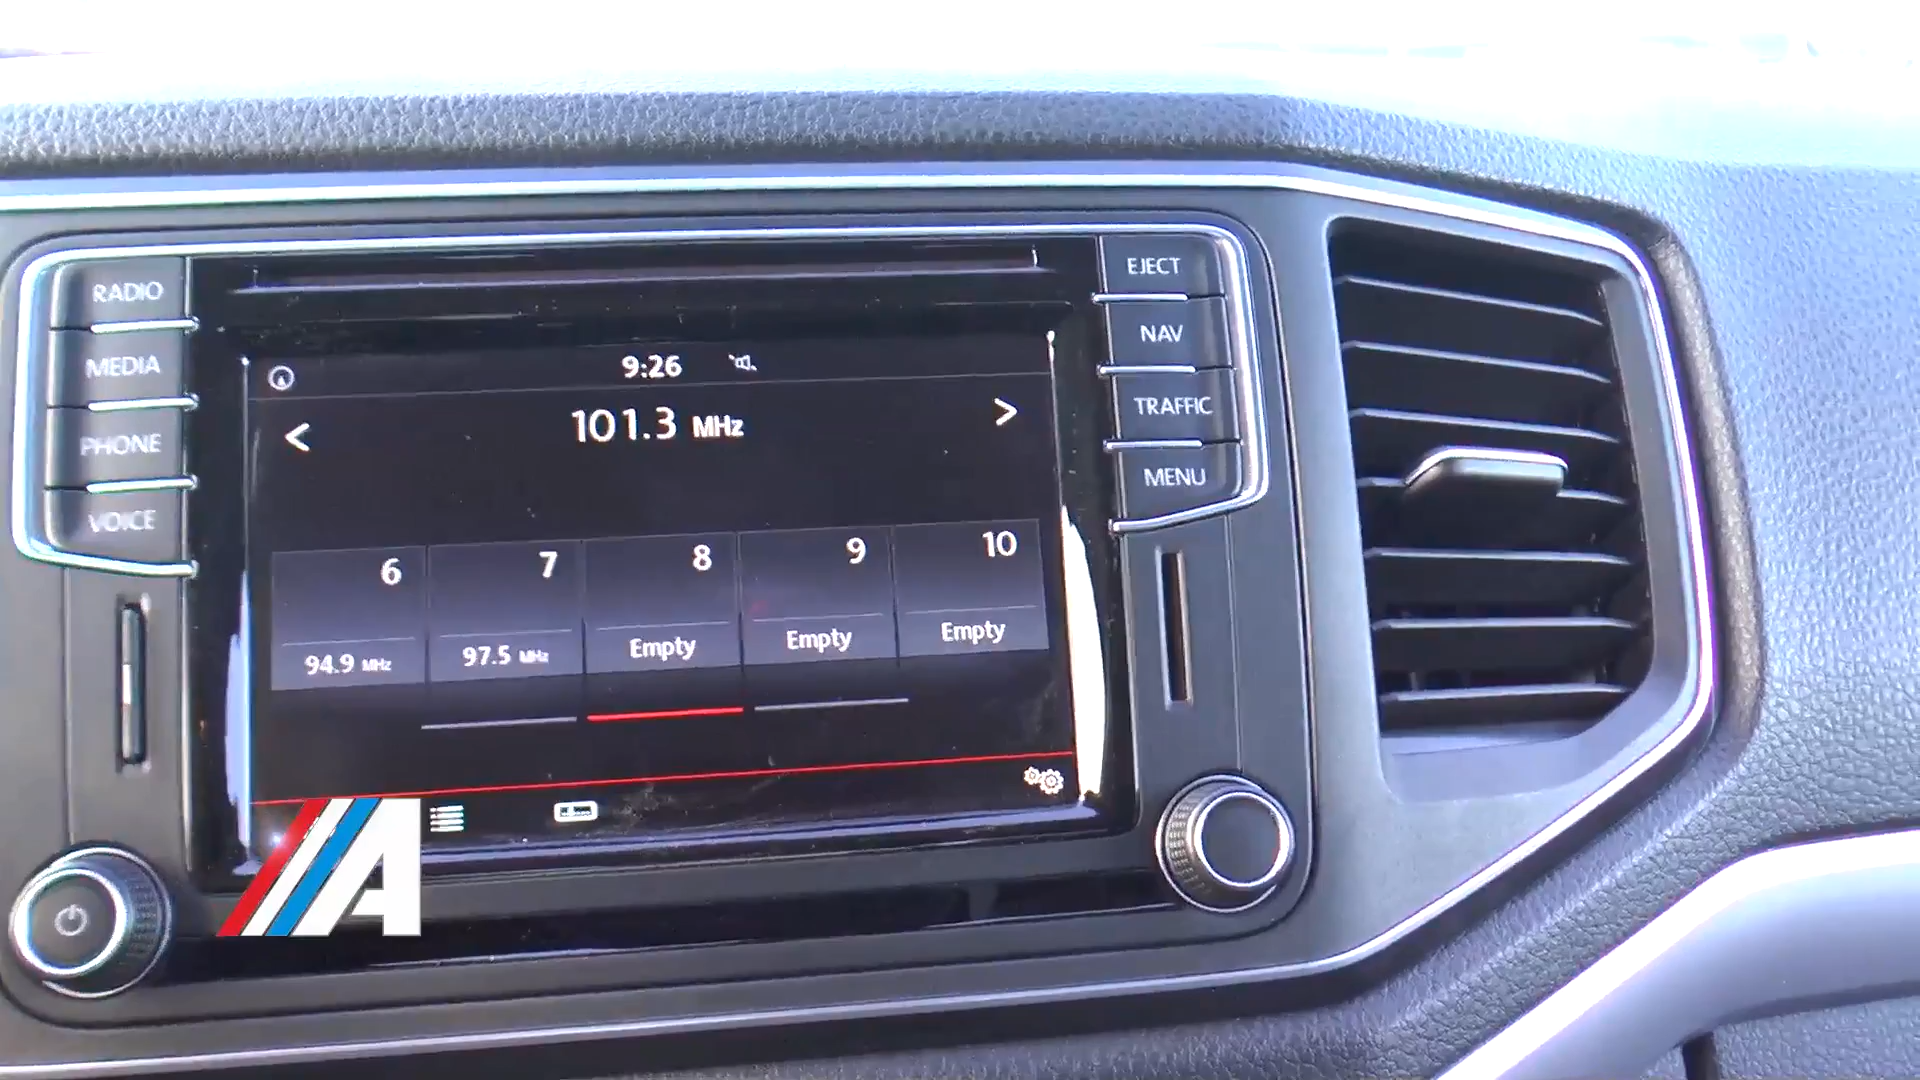 RADIO
MEDIA
PHONE
VOICE
EJECT
NAV
TRAFFIC
MENU
9:26
< 101.3 MHz >
6 7 8 9 10
94.9 MHz 97.5 MHz Empty Empty Empty
A